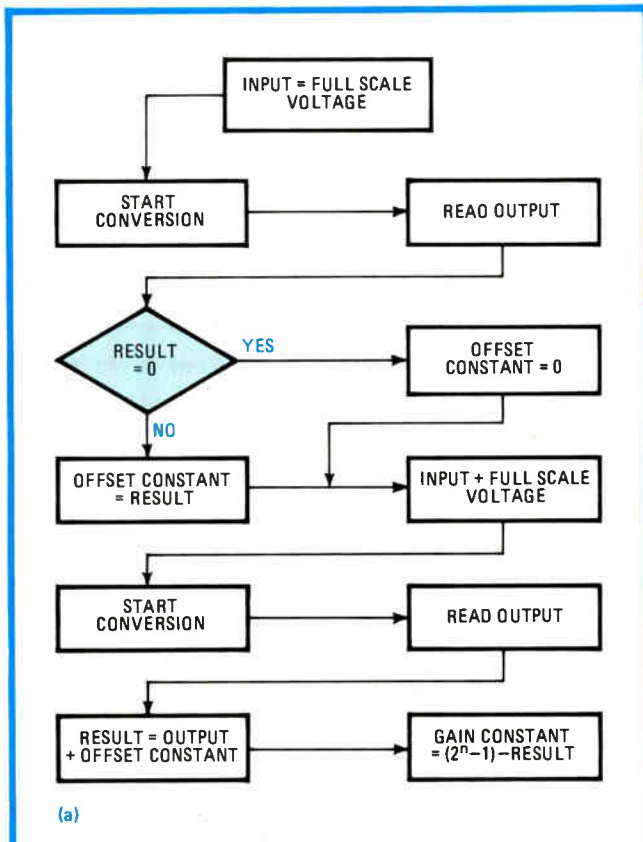 INPUT = FULL SCALE
VOLTAGE
START
CONVERSION
READ OUTPUT
RESULT
= 0
YES
OFFSET
CONSTANT = 0
NO
OFFSET CONSTANT
= RESULT
INPUT + FULL SCALE
VOLTAGE
START
CONVERSION
READ OUTPUT
RESULT = OUTPUT
+ OFFSET CONSTANT
GAIN CONSTANT
= (2ⁿ–1)–RESULT
(a)